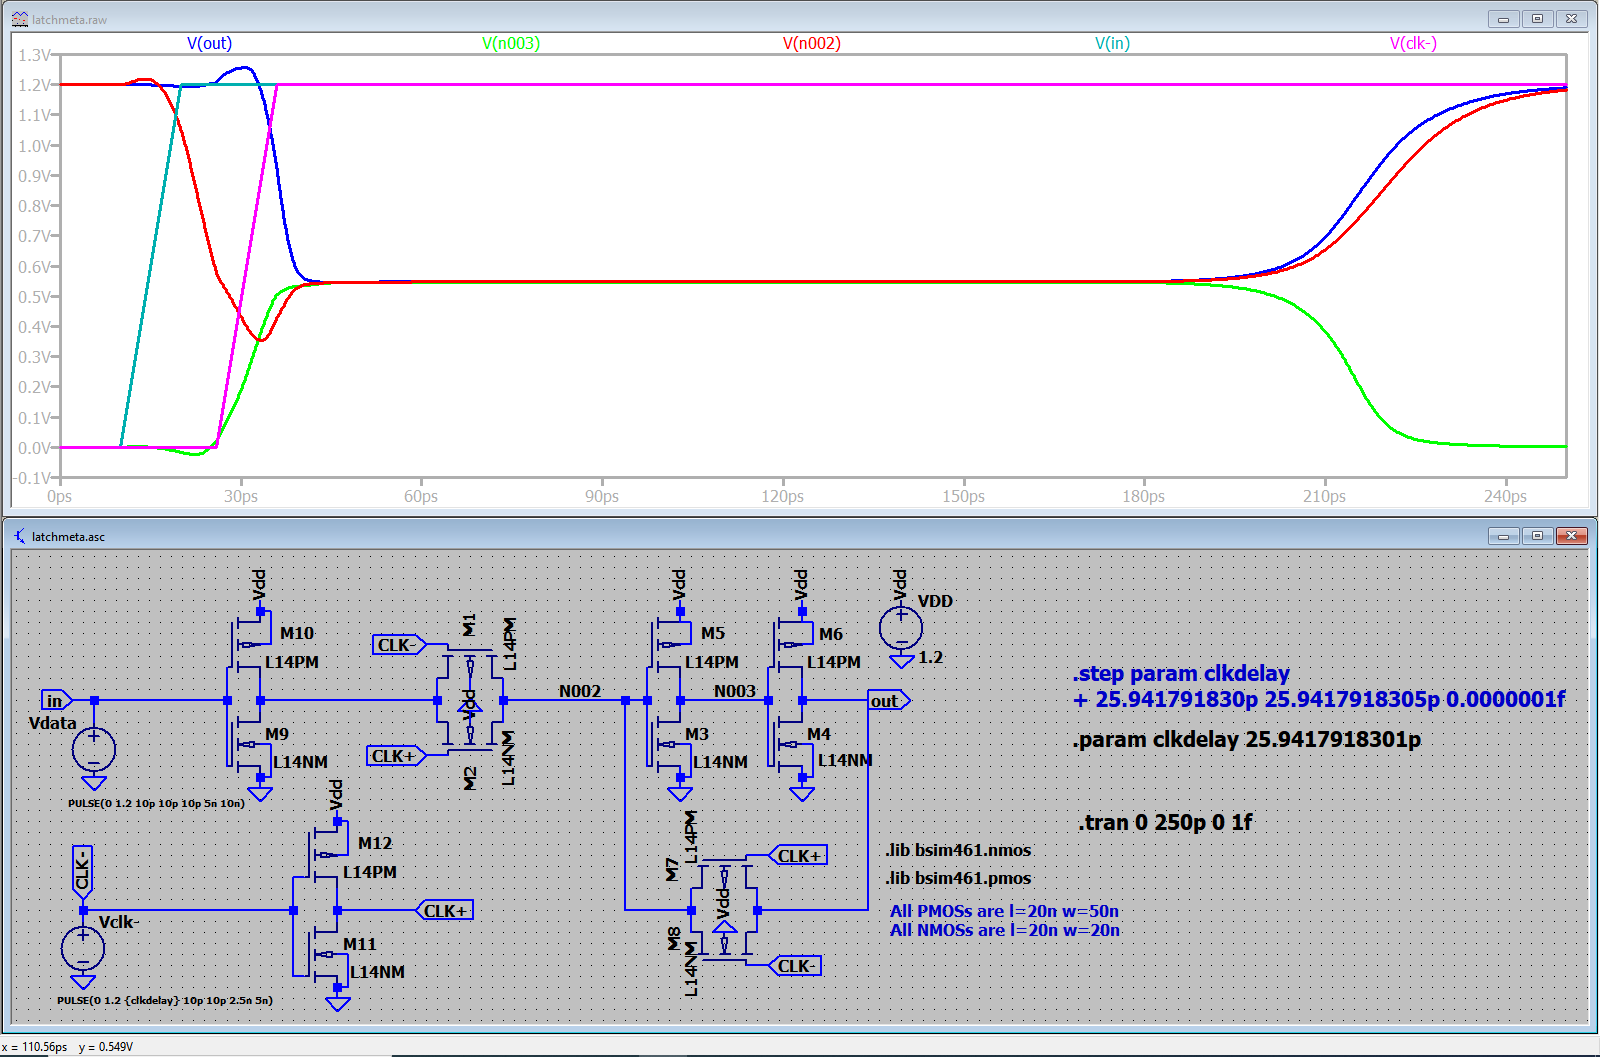 latchmeta.raw
V(out) V(n003) V(n002) V(in) V(clk-)
1.3V
1.2V
1.1V
1.0V
0.9V
0.8V
0.7V
0.6V
0.5V
0.4V
0.3V
0.2V
0.1V
0.0V
-0.1V
0ps 30ps 60ps 90ps 120ps 150ps 180ps 210ps 240ps
latchmeta.asc
Vdd
M10
L14PM
M9
L14NM
in
Vdata
PULSE(0 1.2 10p 10p 10p 5n 10n)
CLK-
M1
L14PM
Vdd
CLK+
M2
L14NM
N002
Vdd
M5
L14PM
M3
L14NM
N003
Vdd
M6
L14PM
M4
L14NM
out
Vdd
VDD
1.2
CLK-
Vclk-
PULSE(0 1.2 {clkdelay} 10p 10p 2.5n 5n)
Vdd
M12
L14PM
M11
L14NM
CLK+
L14PM
M7
CLK+
Vdd
M8
L14NM
CLK-
.step param clkdelay
+ 25.941791830p 25.9417918305p 0.0000001f
.param clkdelay 25.9417918301p
.tran 0 250p 0 1f
.lib bsim461.nmos
.lib bsim461.pmos
All PMOSs are l=20n w=50n
All NMOSs are l=20n w=20n
x = 110.56ps y = 0.549V